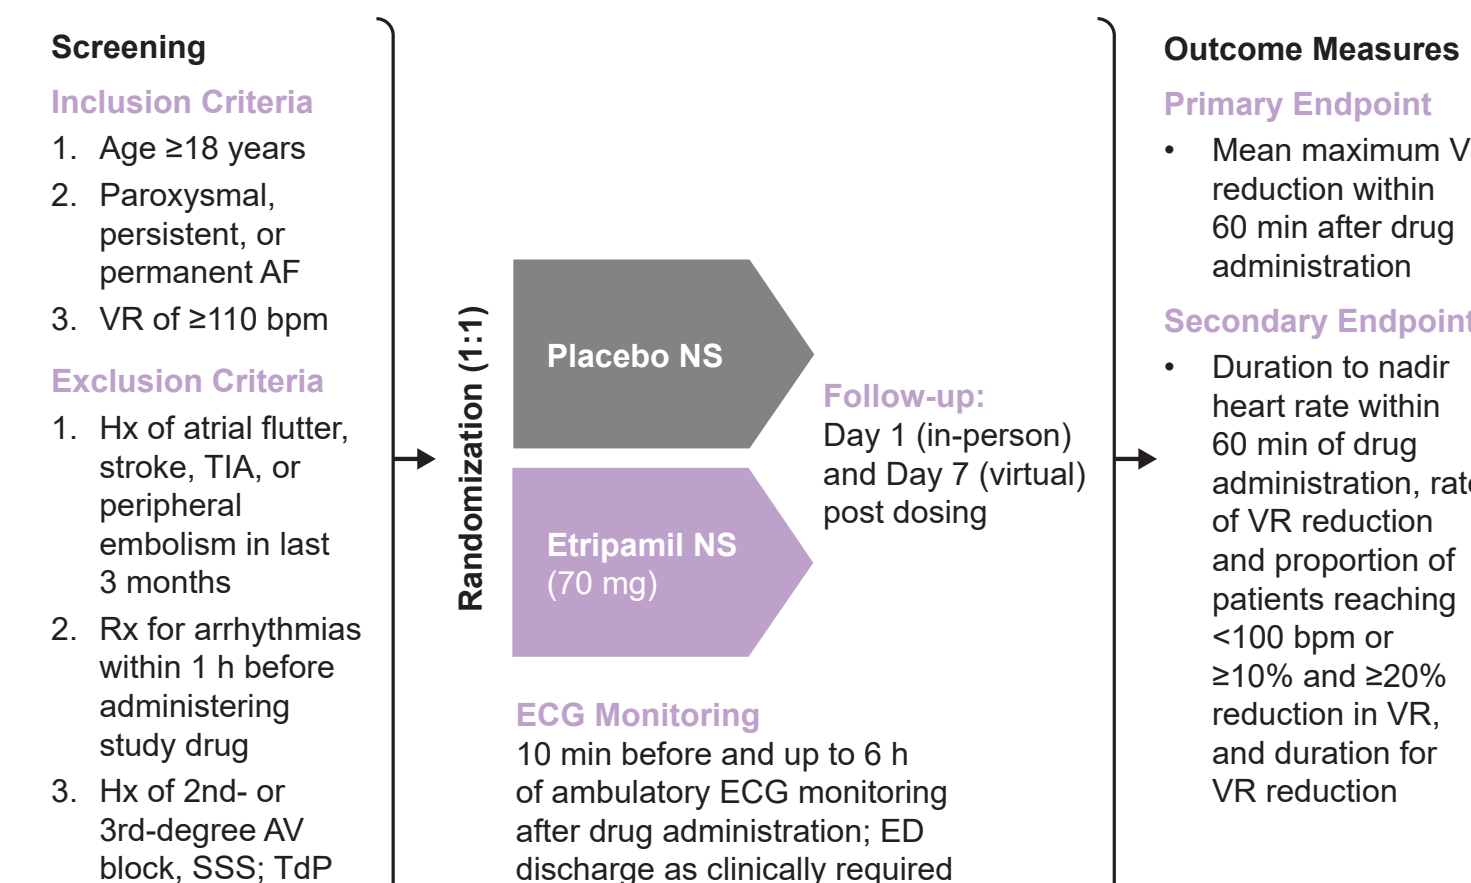 Screening
Inclusion Criteria
1. Age ≥18 years
2. Paroxysmal,
persistent, or
permanent AF
3. VR of ≥110 bpm
Exclusion Criteria
1. Hx of atrial flutter,
stroke, TIA, or
peripheral
embolism in last
3 months
2. Rx for arrhythmias
within 1 h before
administering
study drug
3. Hx of 2nd- or
3rd-degree AV
block, SSS; TdP
Randomization (1:1)
Placebo NS
Etripamil NS
(70 mg)
Follow-up:
Day 1 (in-person)
and Day 7 (virtual)
post dosing
ECG Monitoring
10 min before and up to 6 h
of ambulatory ECG monitoring
after drug administration; ED
discharge as clinically required
Outcome Measures
Primary Endpoint
• Mean maximum V
reduction within
60 min after drug
administration
Secondary Endpoint
• Duration to nadir
heart rate within
60 min of drug
administration, rate
of VR reduction
and proportion of
patients reaching
<100 bpm or
≥10% and ≥20%
reduction in VR,
and duration for
VR reduction